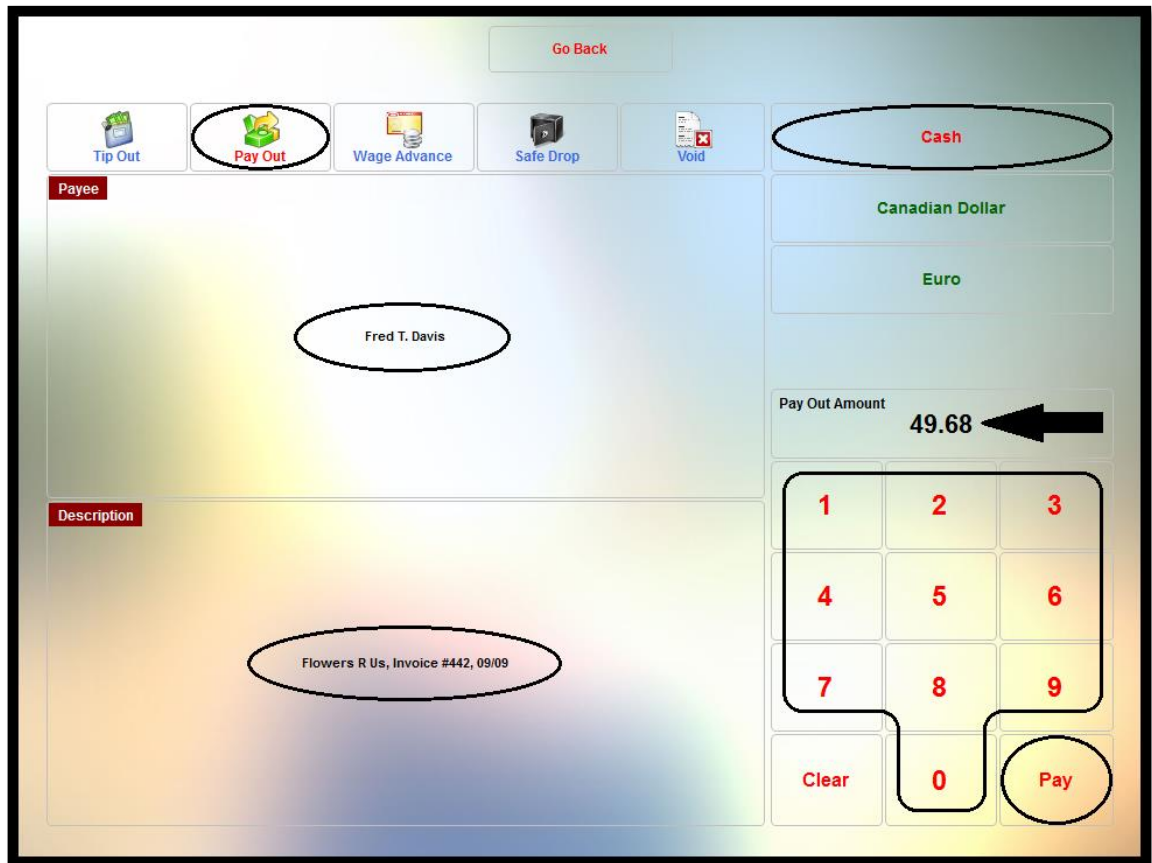 Go Back
Tip Out
Pay Out
Wage Advance
Safe Drop
Void
Cash
Payee
Canadian Dollar
Euro
Fred T. Davis
Pay Out Amount
49.68
Description
1 2 3
4 5 6
Flowers R Us, Invoice #442, 09/09
7 8 9
Clear 0 Pay